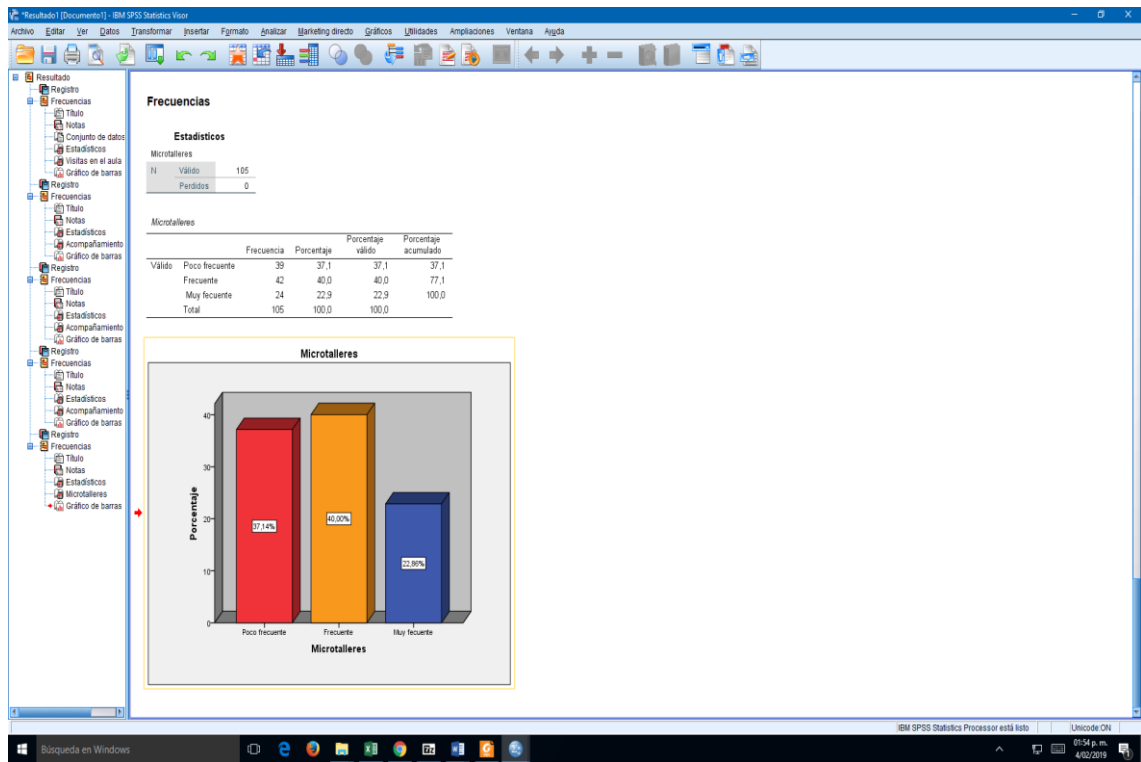 *Resultado1 [Documento1] - IBM SPSS Statistics Visor
Archivo Editar Ver Datos Transformar Insertar Formato Analizar Marketing directo Gráficos Utilidades Ampliaciones Ventana Ayuda
Resultado
Registro
Frecuencias
Título
Notas
Conjunto de datos
Estadísticos
Visitas en el aula
Gráfico de barras
Registro
Frecuencias
Título
Notas
Estadísticos
Acompañamiento
Gráfico de barras
Registro
Frecuencias
Título
Notas
Estadísticos
Acompañamiento
Gráfico de barras
Registro
Frecuencias
Título
Notas
Estadísticos
Acompañamiento
Gráfico de barras
Registro
Frecuencias
Título
Notas
Estadísticos
Microtalleres
Gráfico de barras
Frecuencias
Estadísticos
Microtalleres
N Válido 105
Perdidos 0
Microtalleres
Frecuencia Porcentaje Porcentaje válido Porcentaje acumulado
Válido Poco frecuente 39 37,1 37,1 37,1
Frecuente 42 40,0 40,0 77,1
Muy fecuente 24 22,9 22,9 100,0
Total 105 100,0 100,0
Microtalleres
Porcentaje
40
30
20
10
0
37,14%
40,00%
22,86%
Poco frecuente Frecuente Muy fecuente
Microtalleres
IBM SPSS Statistics Processor está listo Unicode:ON
Búsqueda en Windows
01:54 p. m.
4/02/2019